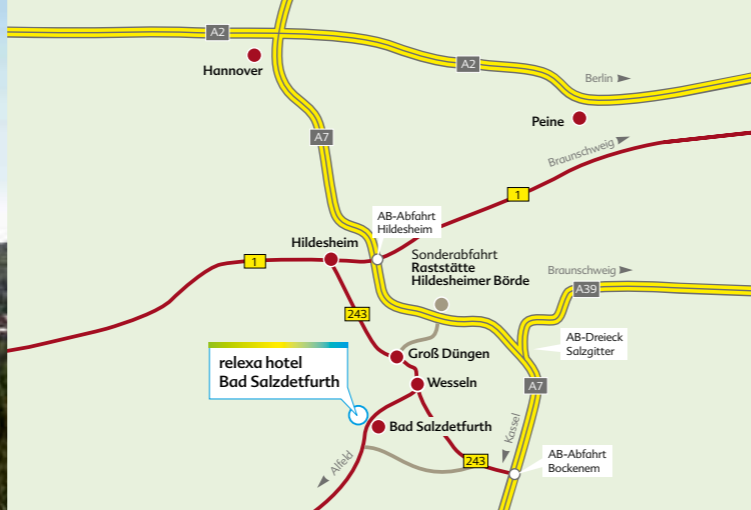 A2
Hannover
A2
Berlin
Peine
A7
Braunschweig
1
AB-Abfahrt
Hildesheim
Hildesheim
1
Sonderabfahrt
Raststätte
Hildesheimer Börde
Braunschweig
A39
243
AB-Dreieck
Salzgitter
relexa hotel
Bad Salzdetfurth
Groß Düngen
Wesseln
A7
Bad Salzdetfurth
Kassel
Alfeld
243
AB-Abfahrt
Bockenem